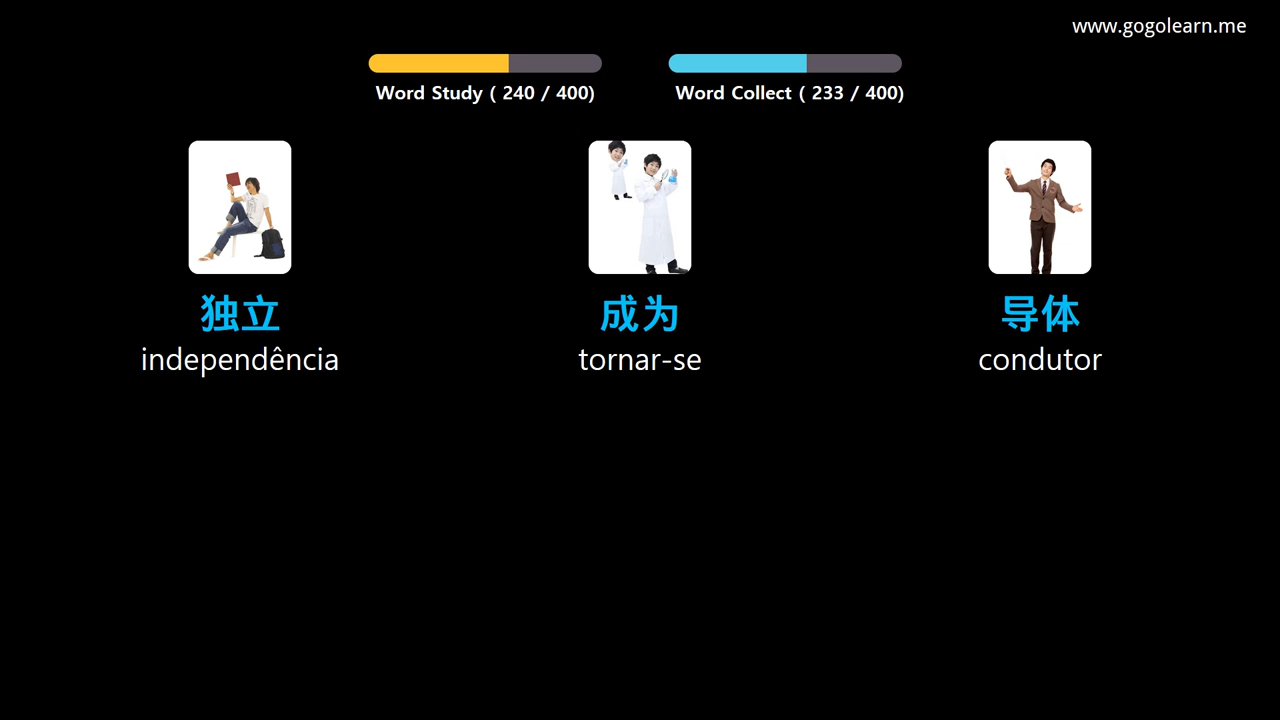 www.gogolearn.me
Word Study ( 240 / 400)
Word Collect ( 233 / 400)
独立
成为
导体
independência
tornar-se
condutor